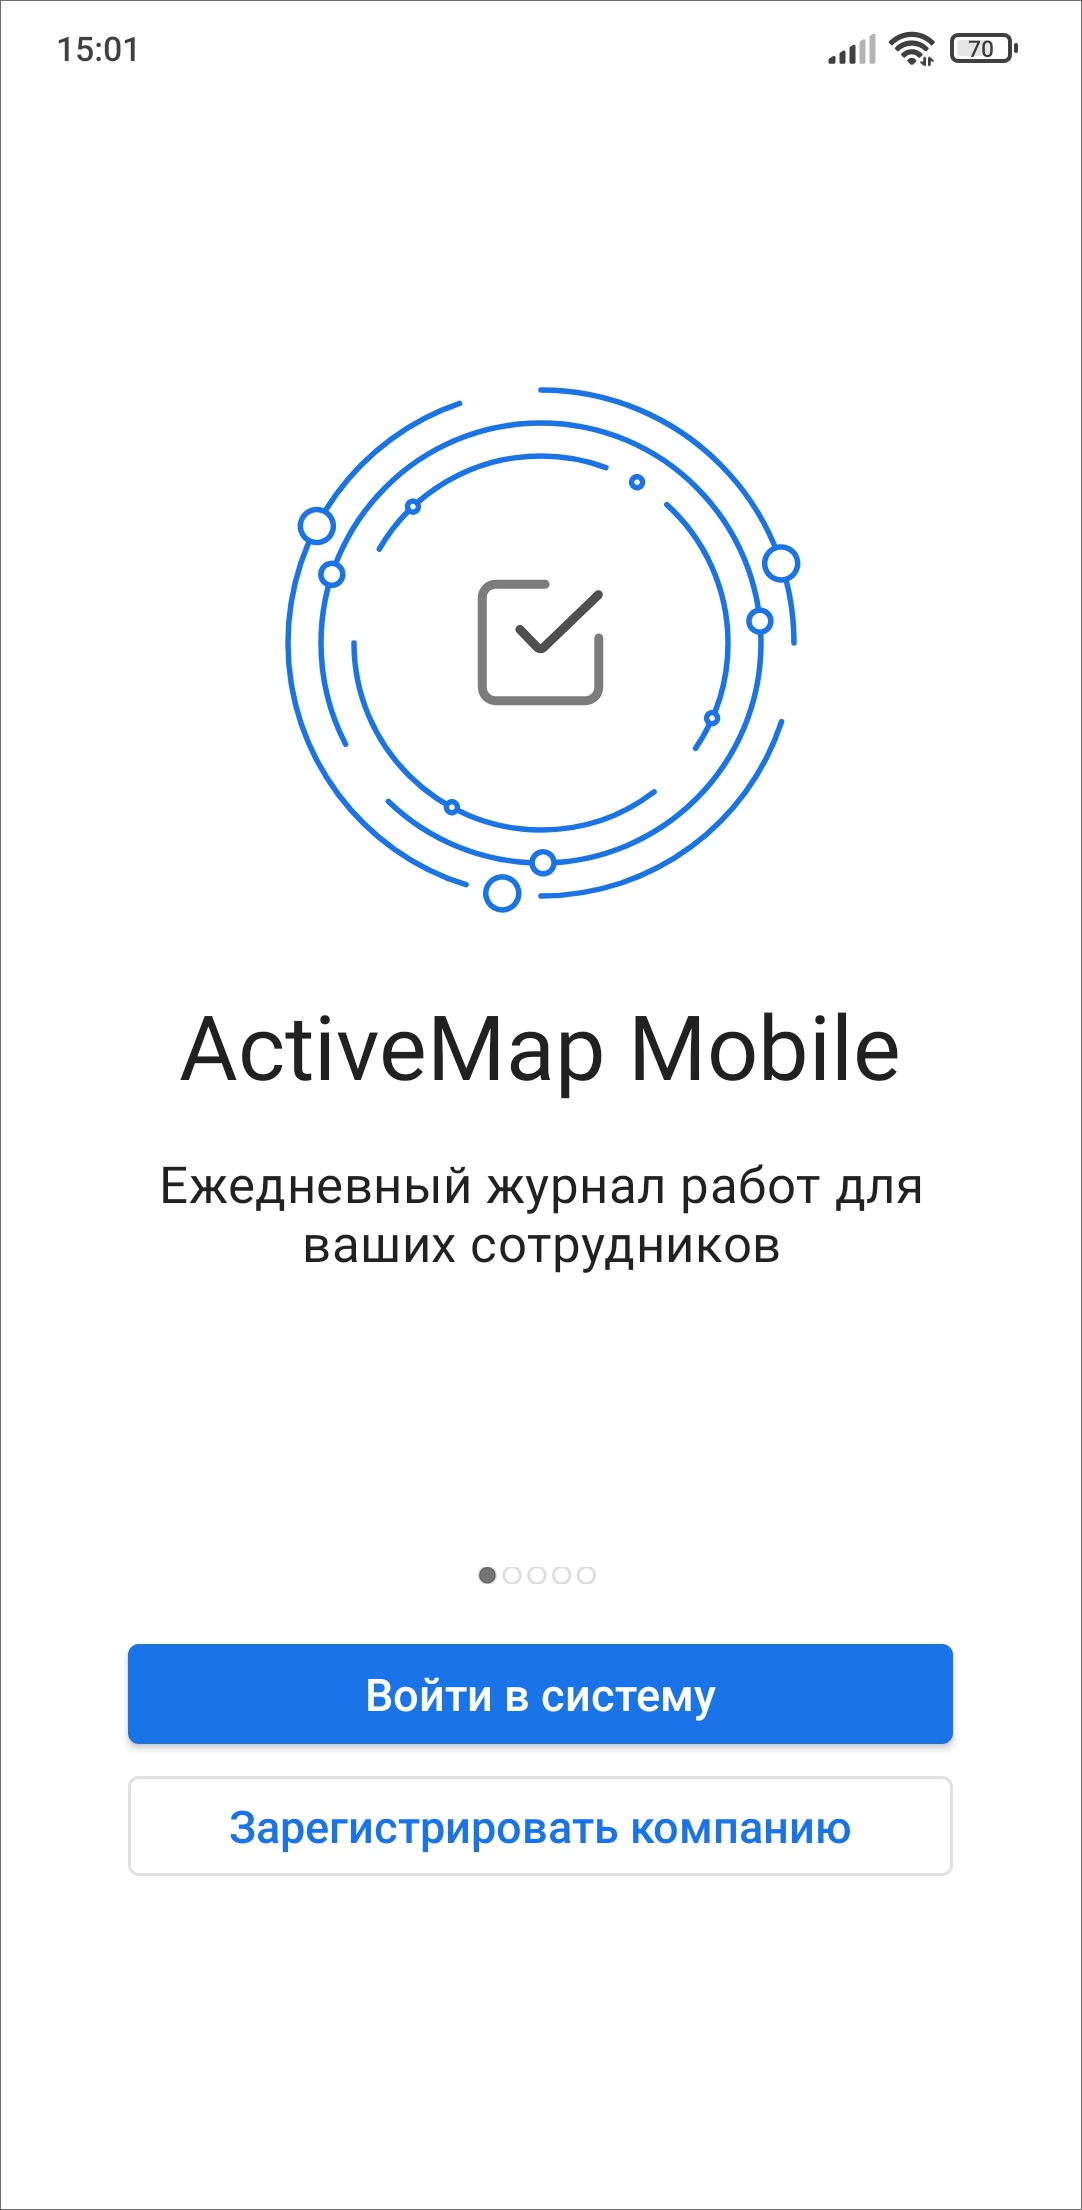 15:01
70
ActiveMap Mobile
Ежедневный журнал работ для
ваших сотрудников
Войти в систему
Зарегистрировать компанию